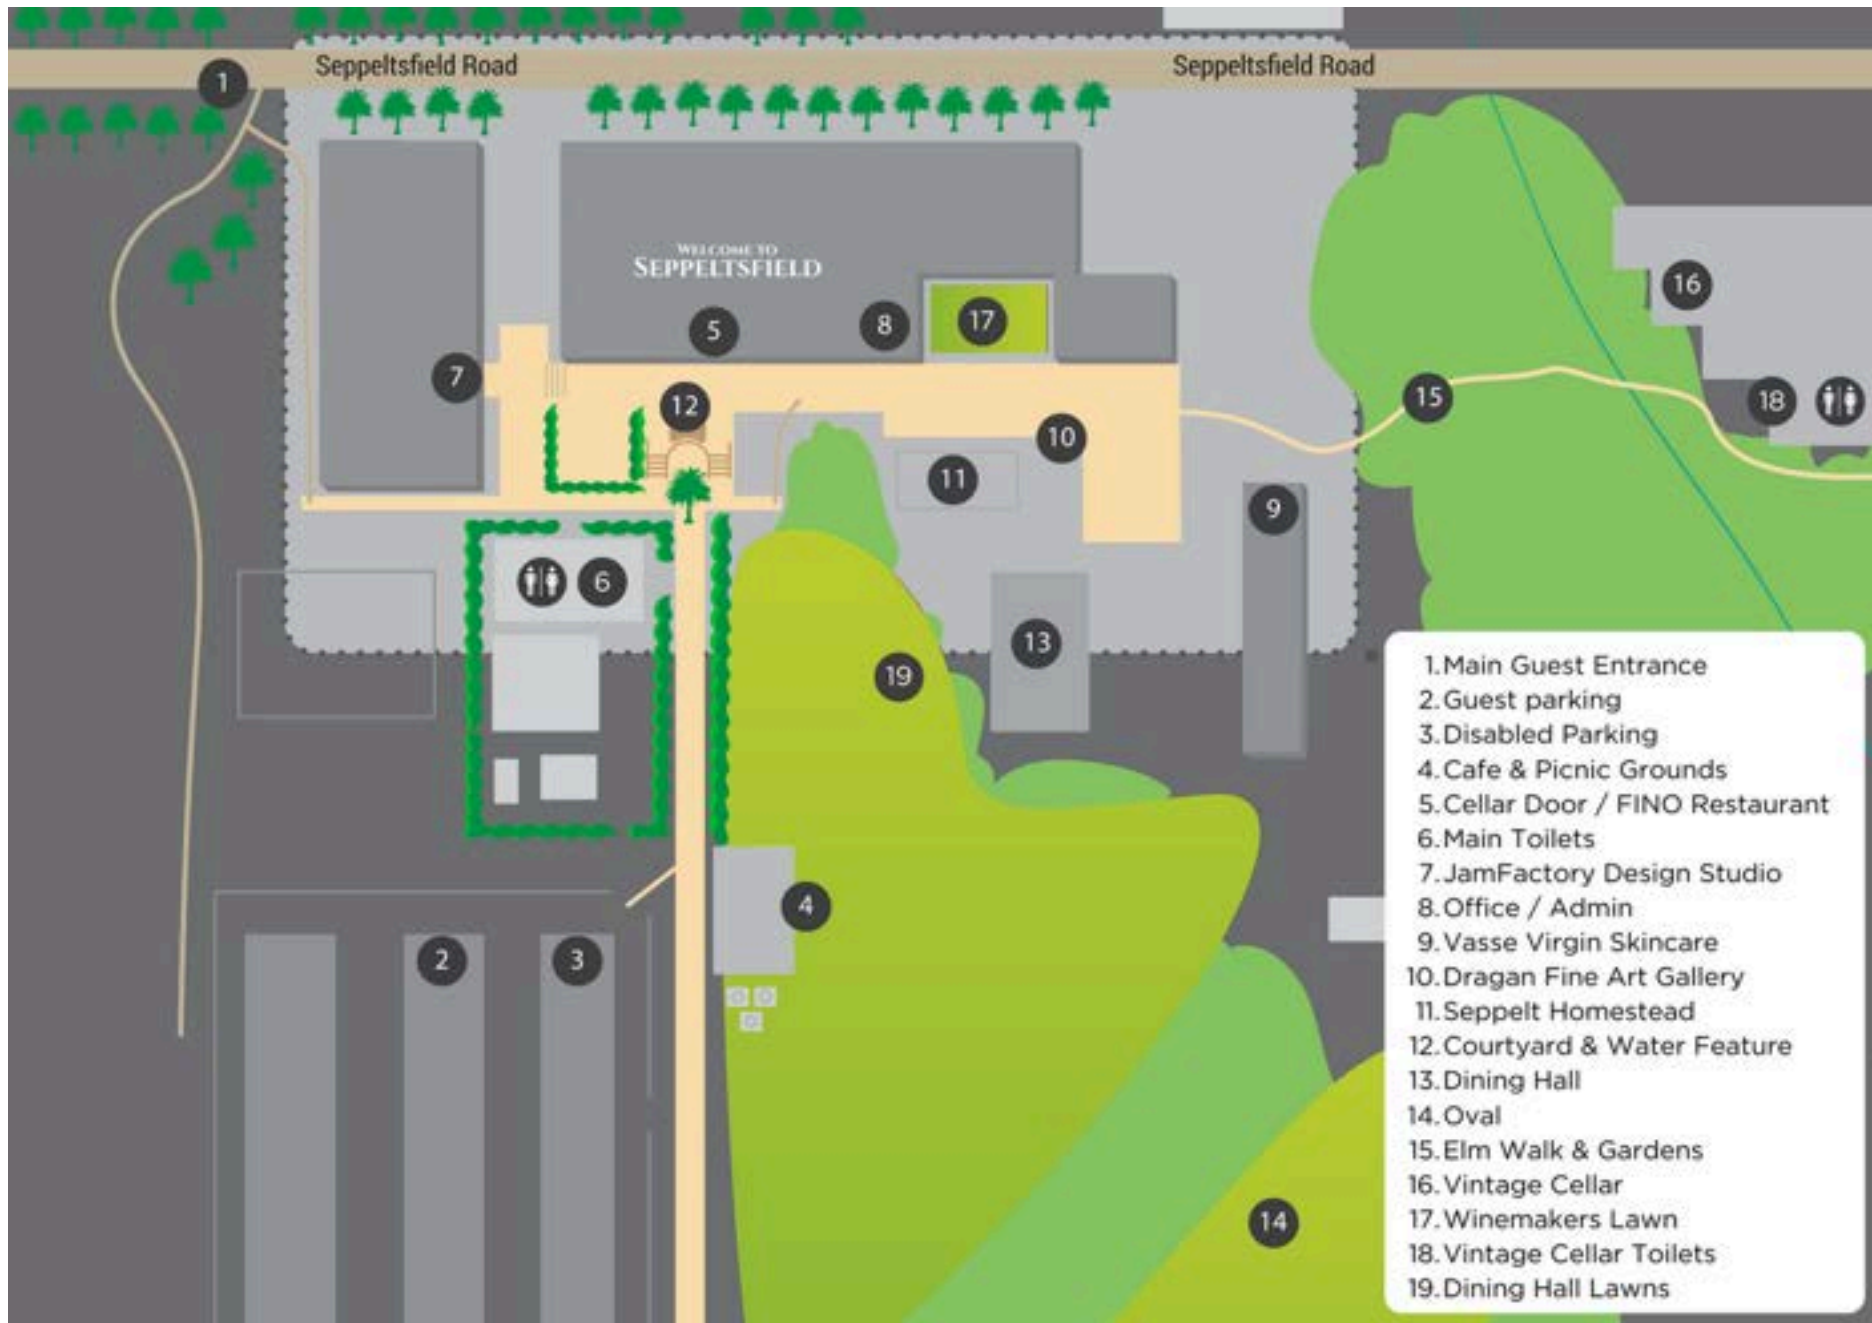 Seppeltsfield Road
Seppeltsfield Road
1
WELCOME TO
SEPPELTSFIELD
16
17
8
5
7
15
18
12
10
11
9
6
13
19
4
2
3
14
1. Main Guest Entrance
2. Guest parking
3. Disabled Parking
4. Cafe & Picnic Grounds
5. Cellar Door / FINO Restaurant
6. Main Toilets
7. JamFactory Design Studio
8. Office / Admin
9. Vasse Virgin Skincare
10. Dragan Fine Art Gallery
11. Seppelt Homestead
12. Courtyard & Water Feature
13. Dining Hall
14. Oval
15. Elm Walk & Gardens
16. Vintage Cellar
17. Winemakers Lawn
18. Vintage Cellar Toilets
19. Dining Hall Lawns